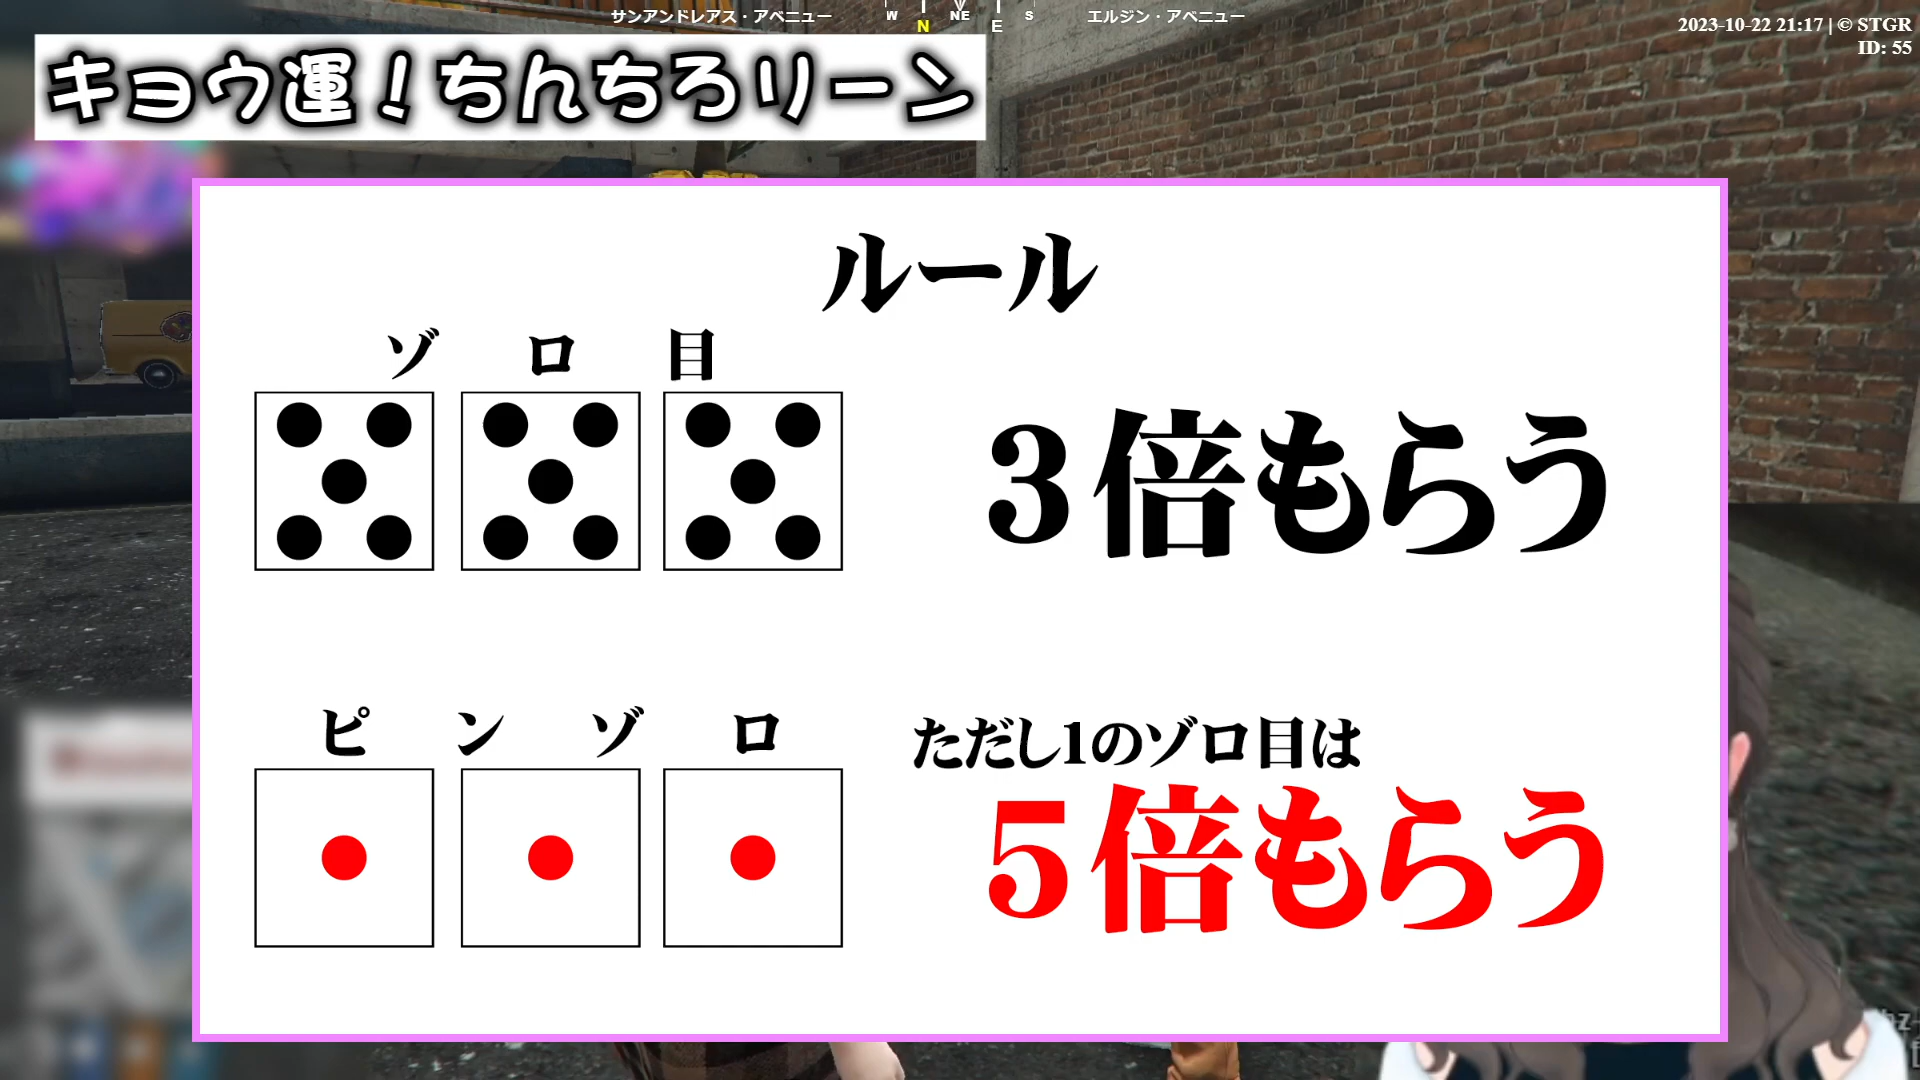 サンアンドレアス・アベニュー
W N NE E S
エルジン・アベニュー
2023-10-22 21:17 | © STGR
ID: 55
キョウ運！ちんちろリーン
ルール
ゾロ目
3倍もらう
ピンゾロ
ただし1のゾロ目は
5倍もらう